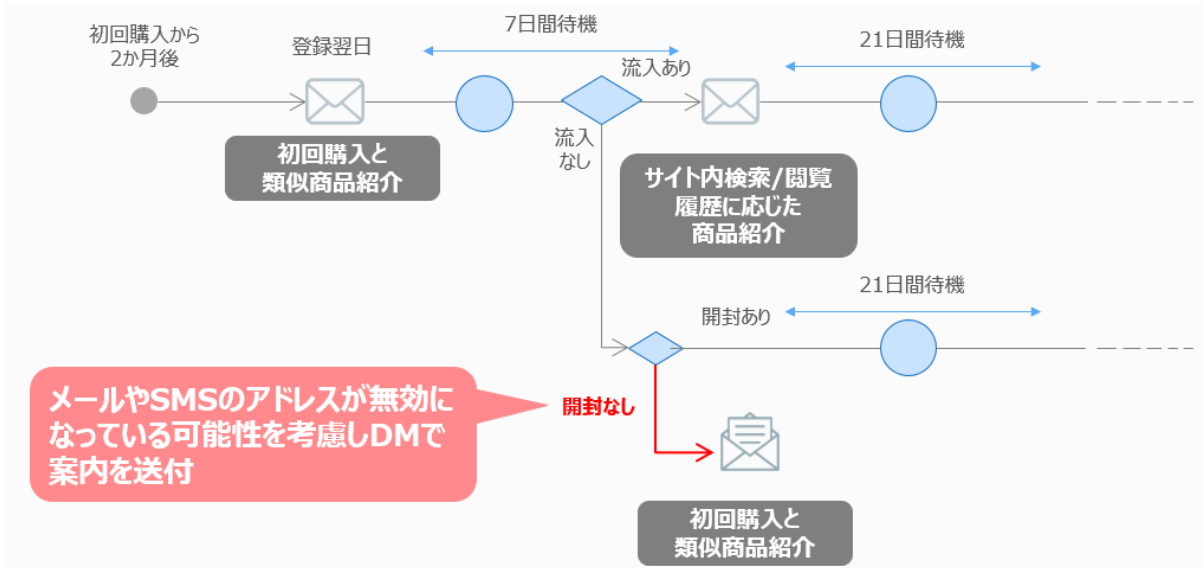 初回購入から
2か月後
登録翌日
7日間待機
流入あり
21日間待機
初回購入と
類似商品紹介
流入
なし
サイト内検索/閲覧
履歴に応じた
商品紹介
開封あり
21日間待機
メールやSMSのアドレスが無効に
なっている可能性を考慮しDMで
案内を送付
開封なし
初回購入と
類似商品紹介